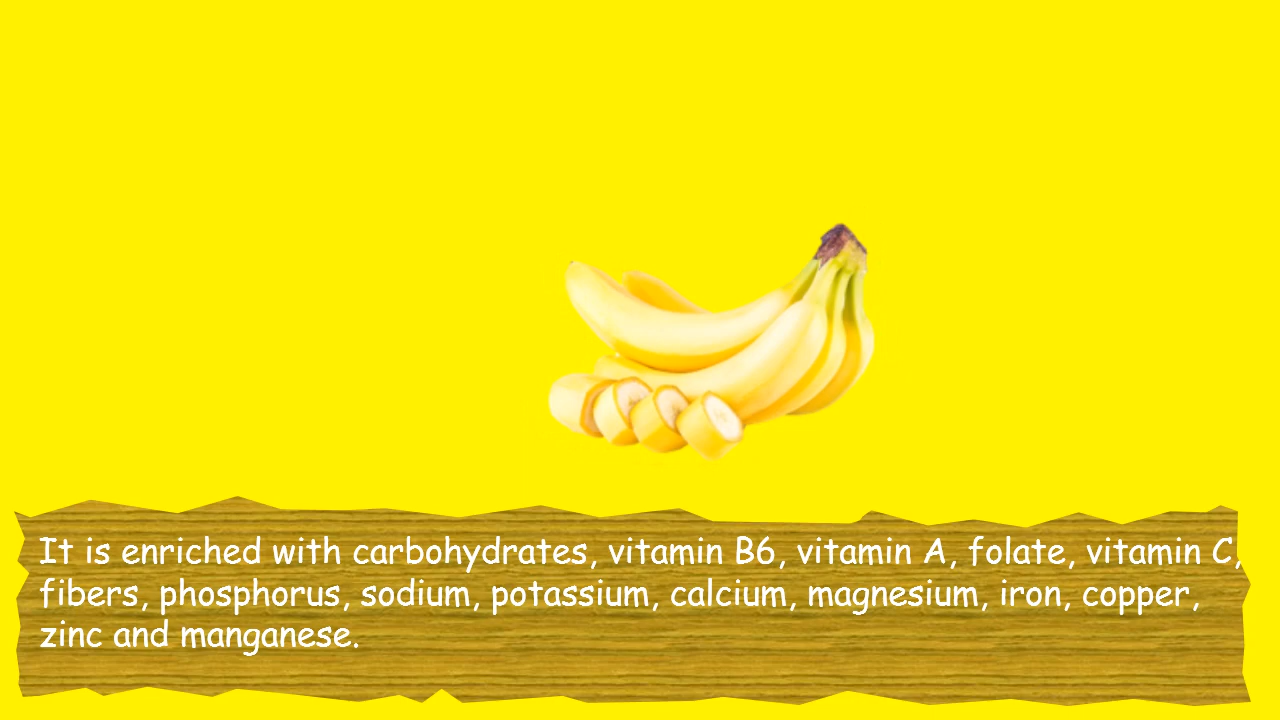 It is enriched with carbohydrates, vitamin B6, vitamin A, folate, vitamin C,
fibers, phosphorus, sodium, potassium, calcium, magnesium, iron, copper,
zinc and manganese.